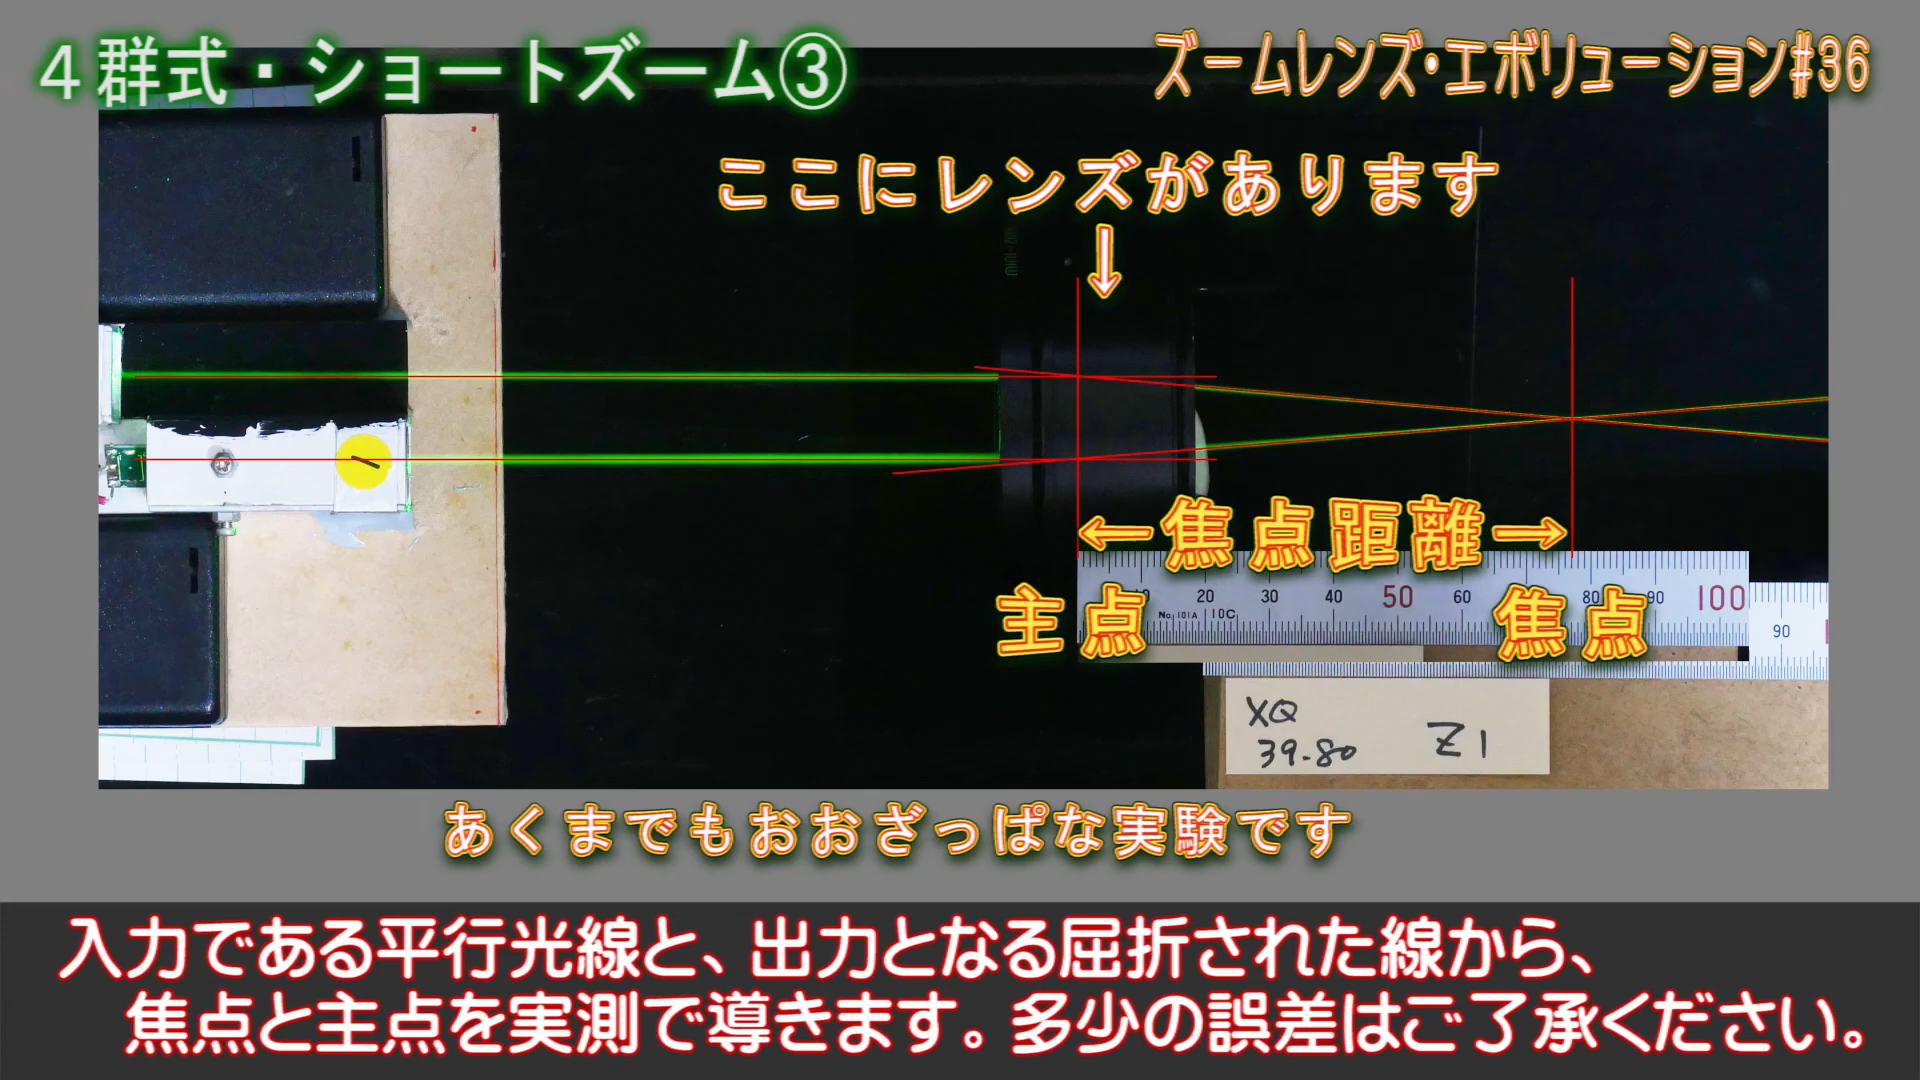 4群式・ショートズーム③
ズームレンズ・エボリューション#36
ここにレンズがあります
↓
←焦点距離→
主点
焦点
10 20 30 40 50 60 80 90 100
No.101A 10C
90
XQ
39-80 Z1
あくまでもおおざっぱな実験です
入力である平行光線と、出力となる屈折された線から、
焦点と主点を実測で導きます。多少の誤差はご了承ください。